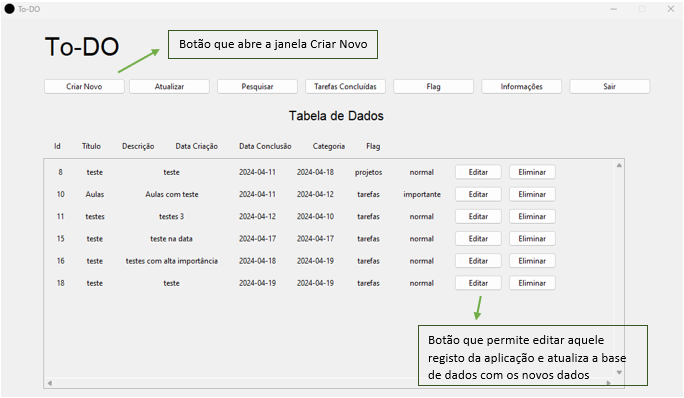 To-DO
To-DO
Botão que abre a janela Criar Novo
Criar Novo Atualizar Pesquisar Tarefas Concluídas Flag Informações Sair
Tabela de Dados
Id Título Descrição Data Criação Data Conclusão Categoria Flag
8 teste teste 2024-04-11 2024-04-18 projetos normal Editar Eliminar
10 Aulas Aulas com teste 2024-04-11 2024-04-12 tarefas importante Editar Eliminar
11 testes testes 3 2024-04-12 2024-04-10 tarefas normal Editar Eliminar
15 teste teste na data 2024-04-17 2024-04-17 tarefas normal Editar Eliminar
16 teste testes com alta importância 2024-04-18 2024-04-19 tarefas normal Editar Eliminar
18 teste teste 2024-04-19 2024-04-19 tarefas normal Editar Eliminar
Botão que permite editar aquele
registo da aplicação e atualiza a base
de dados com os novos dados